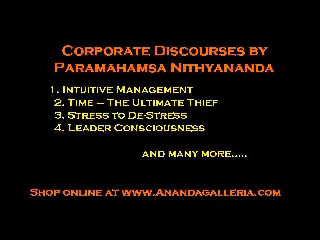 Corporate Discourses by
Paramahamsa Nithyananda
1. Intuitive Management
2. Time – The Ultimate Thief
3. Stress to De-Stress
4. Leader Consciousness
and many more.....
Shop online at www.Anandagalleria.com